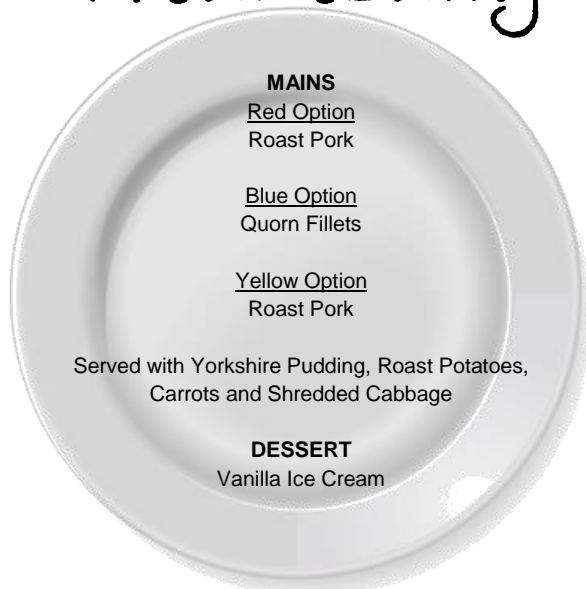 MAINS
Red Option
Roast Pork
Blue Option
Quorn Fillets
Yellow Option
Roast Pork
Served with Yorkshire Pudding, Roast Potatoes,
Carrots and Shredded Cabbage
DESSERT
Vanilla Ice Cream